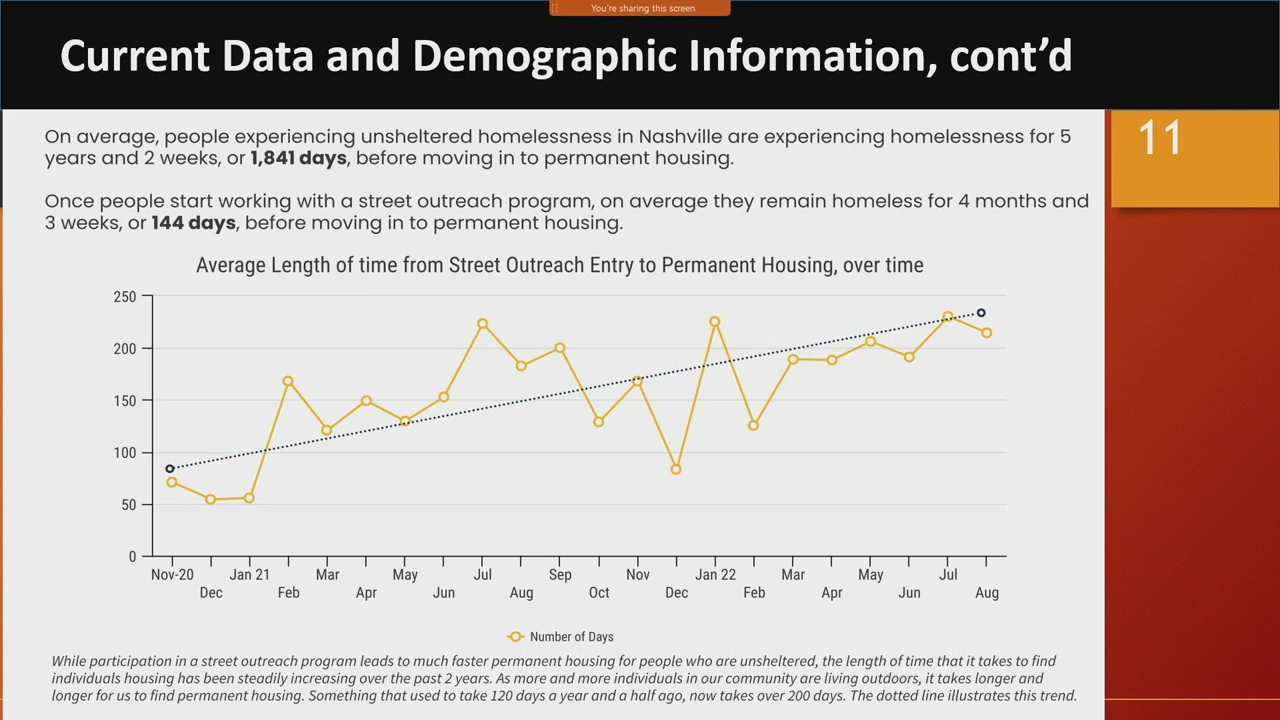 You're sharing this screen
Current Data and Demographic Information, cont’d
11
On average, people experiencing unsheltered homelessness in Nashville are experiencing homelessness for 5
years and 2 weeks, or 1,841 days, before moving in to permanent housing.
Once people start working with a street outreach program, on average they remain homeless for 4 months and
3 weeks, or 144 days, before moving in to permanent housing.
Average Length of time from Street Outreach Entry to Permanent Housing, over time
250
200
150
100
50
0
Nov-20 Jan 21 Mar May Jul Sep Nov Jan 22 Mar May Jul
Dec Feb Apr Jun Aug Oct Dec Feb Apr Jun Aug
Number of Days
While participation in a street outreach program leads to much faster permanent housing for people who are unsheltered, the length of time that it takes to find
individuals housing has been steadily increasing over the past 2 years. As more and more individuals in our community are living outdoors, it takes longer and
longer for us to find permanent housing. Something that used to take 120 days a year and a half ago, now takes over 200 days. The dotted line illustrates this trend.